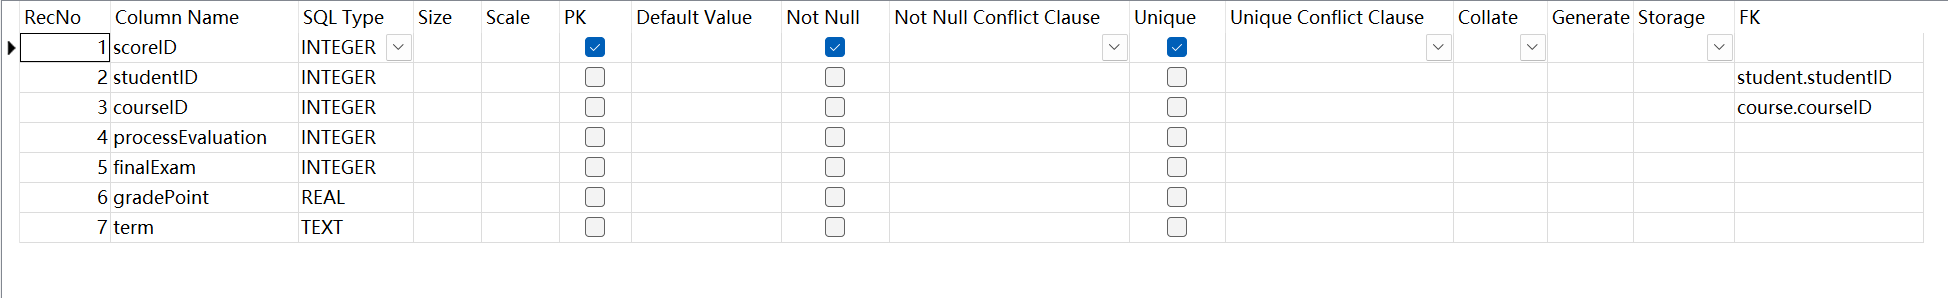 RecNo Column Name SQL Type Size Scale PK Default Value Not Null Not Null Conflict Clause Unique Unique Conflict Clause Collate Generate Storage FK
1 scoreID INTEGER
2 studentID INTEGER student.studentID
3 courseID INTEGER course.courseID
4 processEvaluation INTEGER
5 finalExam INTEGER
6 gradePoint REAL
7 term TEXT